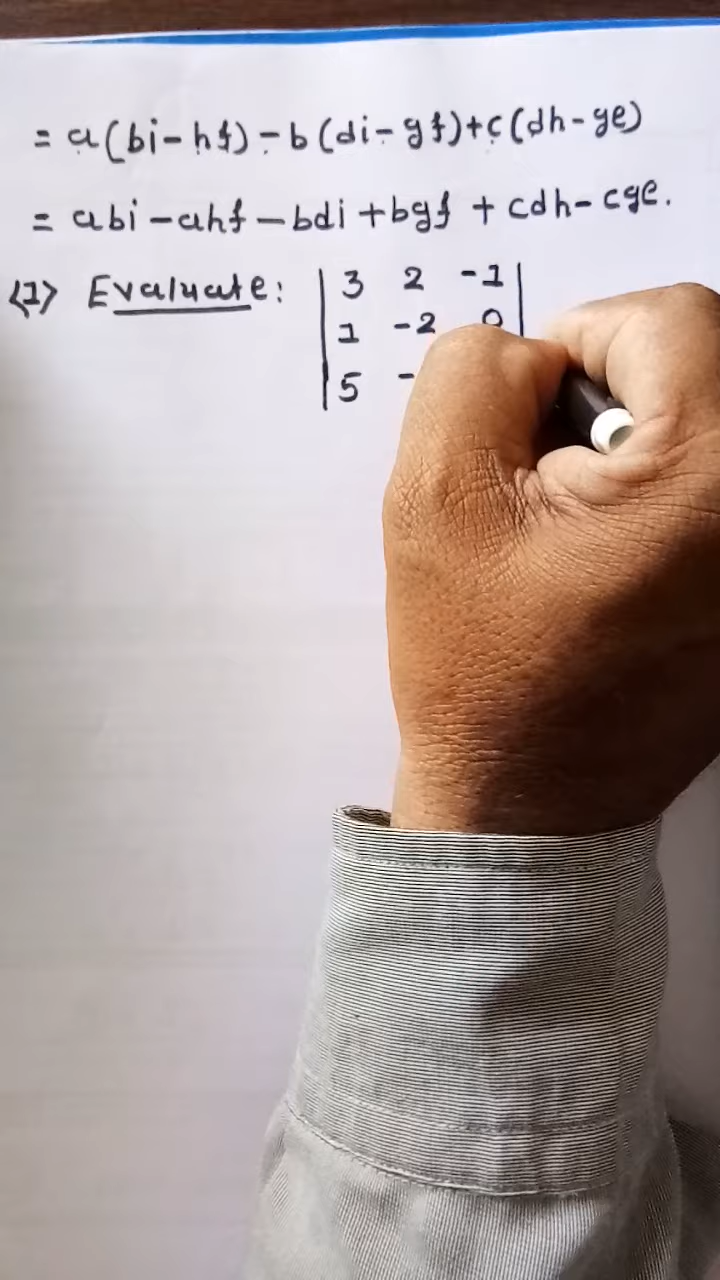 = a(bi-hf)-b(di-gf)+c(dh-ge)
= abi-ahf-bdi+bgf+cdh-cge.
<1> Evaluate: | 3 2 -1 |
| 1 -2 0 |
| 5 -